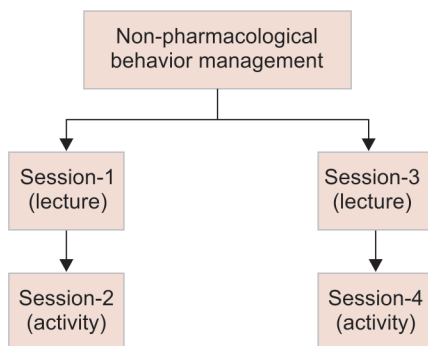 Non-pharmacological
behavior management
Session-1
(lecture)
Session-3
(lecture)
Session-2
(activity)
Session-4
(activity)